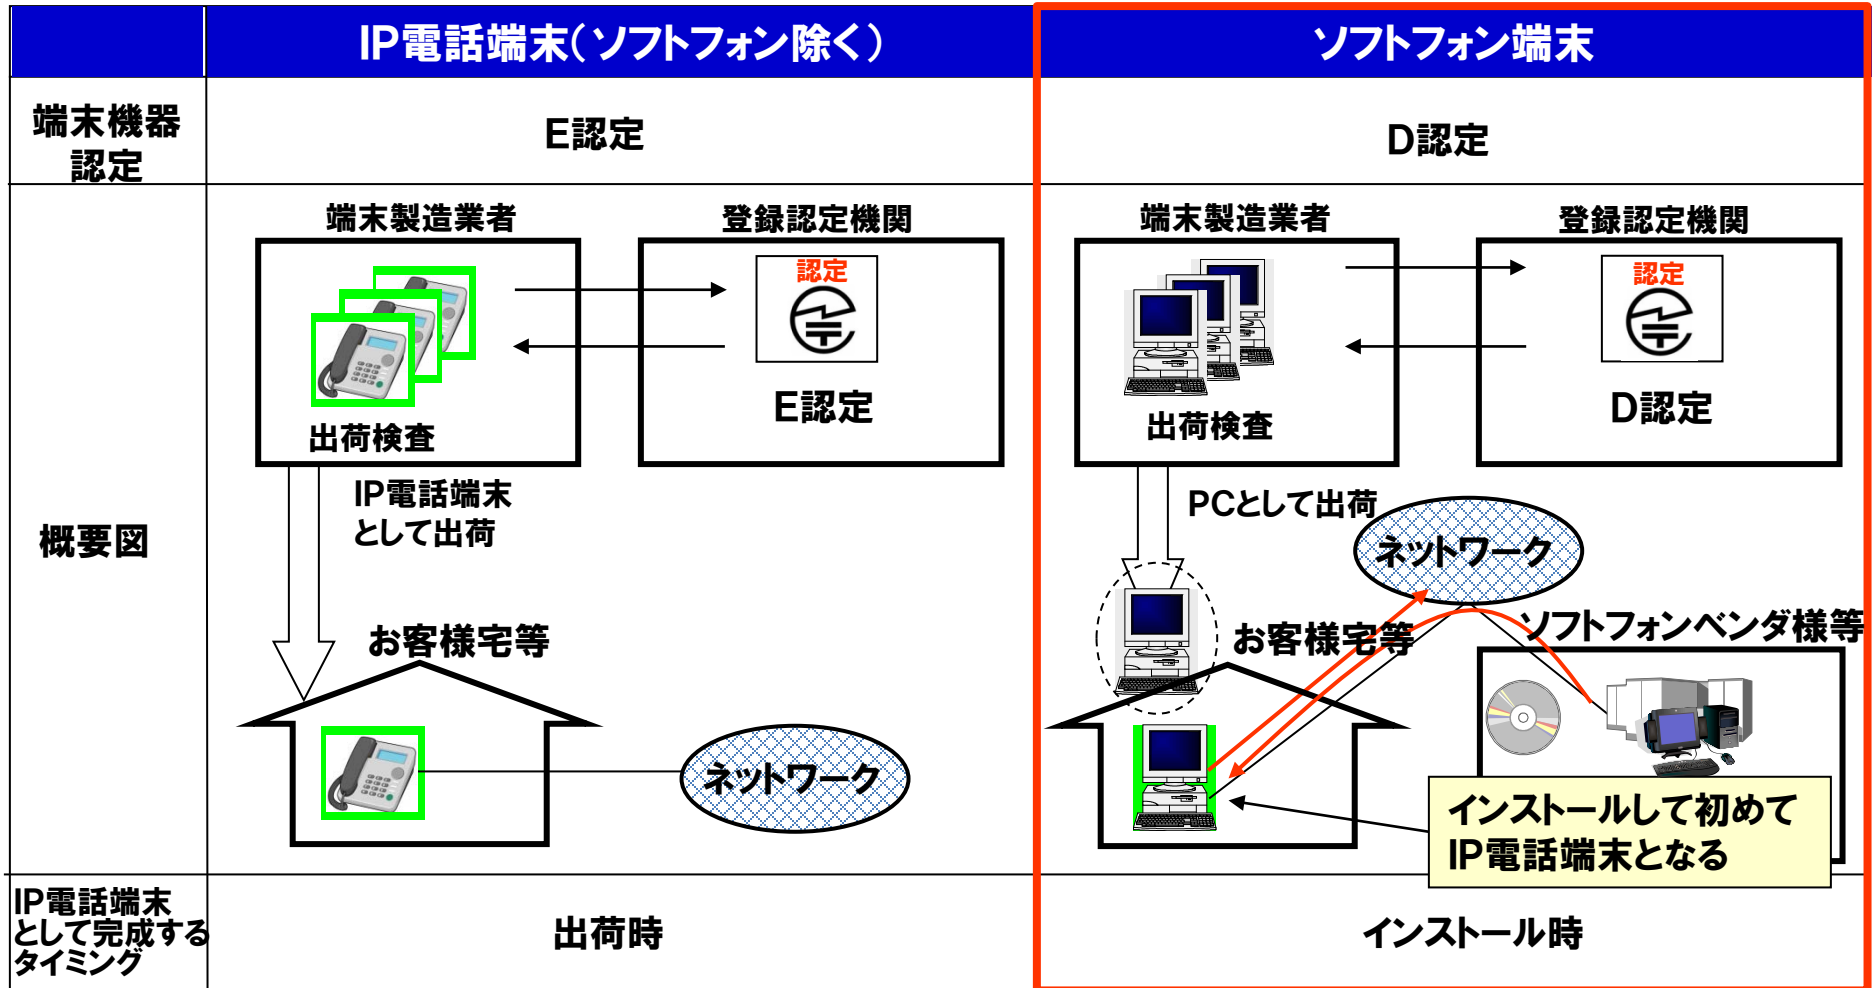 IP電話端末(ソフトフォン除く)
ソフトフォン端末
端末機器
認定
E認定
D認定
概要図
端末製造業者
登録認定機関
認定
E認定
出荷検査
IP電話端末
として出荷
お客様宅等
ネットワーク
端末製造業者
登録認定機関
認定
D認定
出荷検査
PCとして出荷
ネットワーク
お客様宅等
ソフトフォンベンダ様等
インストールして初めて
IP電話端末となる
IP電話端末
として完成する
タイミング
出荷時
インストール時